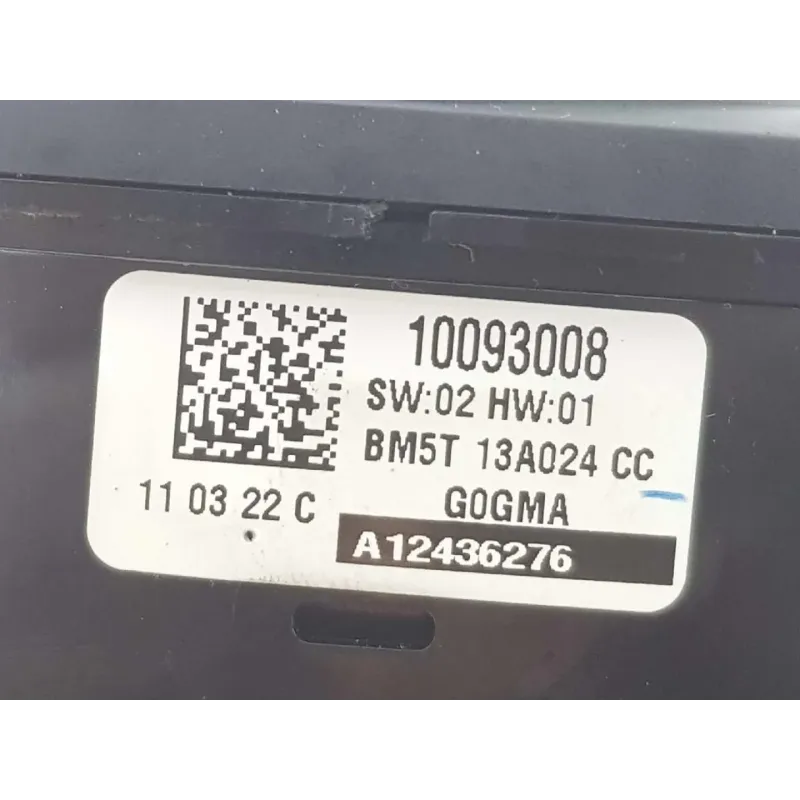 10093008
SW:02 HW:01
BM5T 13A024 CC
11 03 22 C
G0GMA
A12436276